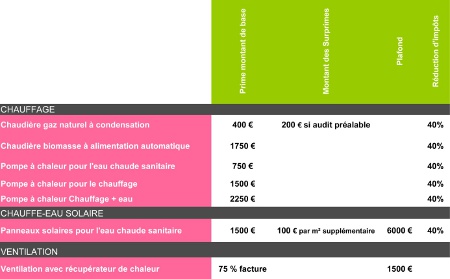 Prime montant de base
Montant des Surprimes
Plafond
Réduction d'impôts
CHAUFFAGE
Chaudière gaz naturel à condensation 400 € 200 € si audit préalable 40%
Chaudière biomasse à alimentation automatique 1750 € 40%
Pompe à chaleur pour l'eau chaude sanitaire 750 € 40%
Pompe à chaleur pour le chauffage 1500 € 40%
Pompe à chaleur Chauffage + eau 2250 € 40%
CHAUFFE-EAU SOLAIRE
Panneaux solaires pour l'eau chaude sanitaire 1500 € 100 € par m² supplémentaire 6000 € 40%
VENTILATION
Ventilation avec récupérateur de chaleur 75 % facture 1500 €